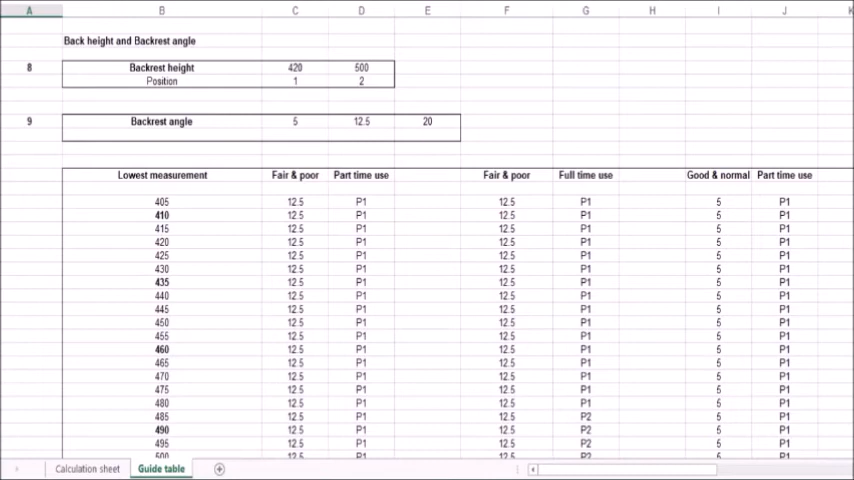 A B C D E F G H I J K
Back height and Backrest angle
8 Backrest height 420 500
Position 1 2
9 Backrest angle 5 12.5 20
Lowest measurement Fair & poor Part time use Fair & poor Full time use Good & normal Part time use
405 12.5 P1 12.5 P1 5 P1
410 12.5 P1 12.5 P1 5 P1
415 12.5 P1 12.5 P1 5 P1
420 12.5 P1 12.5 P1 5 P1
425 12.5 P1 12.5 P1 5 P1
430 12.5 P1 12.5 P1 5 P1
435 12.5 P1 12.5 P1 5 P1
440 12.5 P1 12.5 P1 5 P1
445 12.5 P1 12.5 P1 5 P1
450 12.5 P1 12.5 P1 5 P1
455 12.5 P1 12.5 P1 5 P1
460 12.5 P1 12.5 P1 5 P1
465 12.5 P1 12.5 P1 5 P1
470 12.5 P1 12.5 P1 5 P1
475 12.5 P1 12.5 P1 5 P1
480 12.5 P1 12.5 P1 5 P1
485 12.5 P1 12.5 P2 5 P1
490 12.5 P1 12.5 P2 5 P1
495 12.5 P1 12.5 P2 5 P1
500 12.5 P1 12.5 P2 5 P1
Calculation sheet Guide table